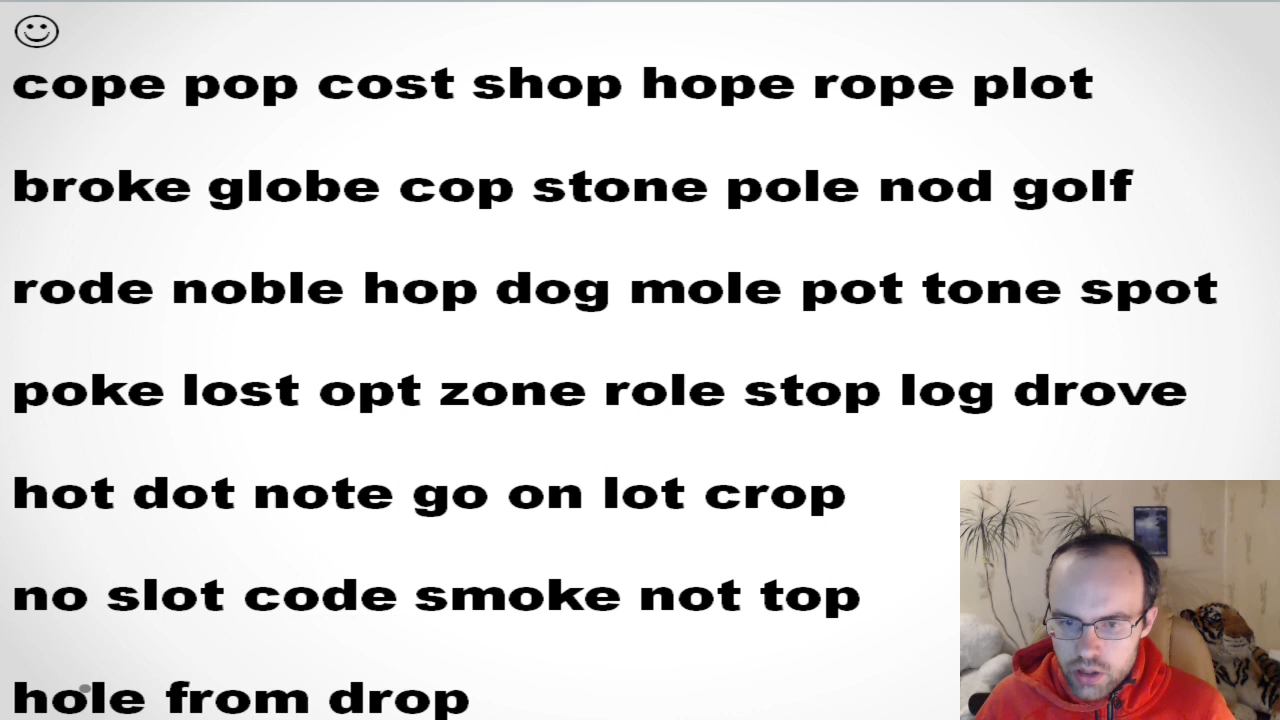 cope pop cost shop hope rope plot
broke globe cop stone pole nod golf
rode noble hop dog mole pot tone spot
poke lost opt zone role stop log drove
hot dot note go on lot crop
no slot code smoke not top
hole from drop